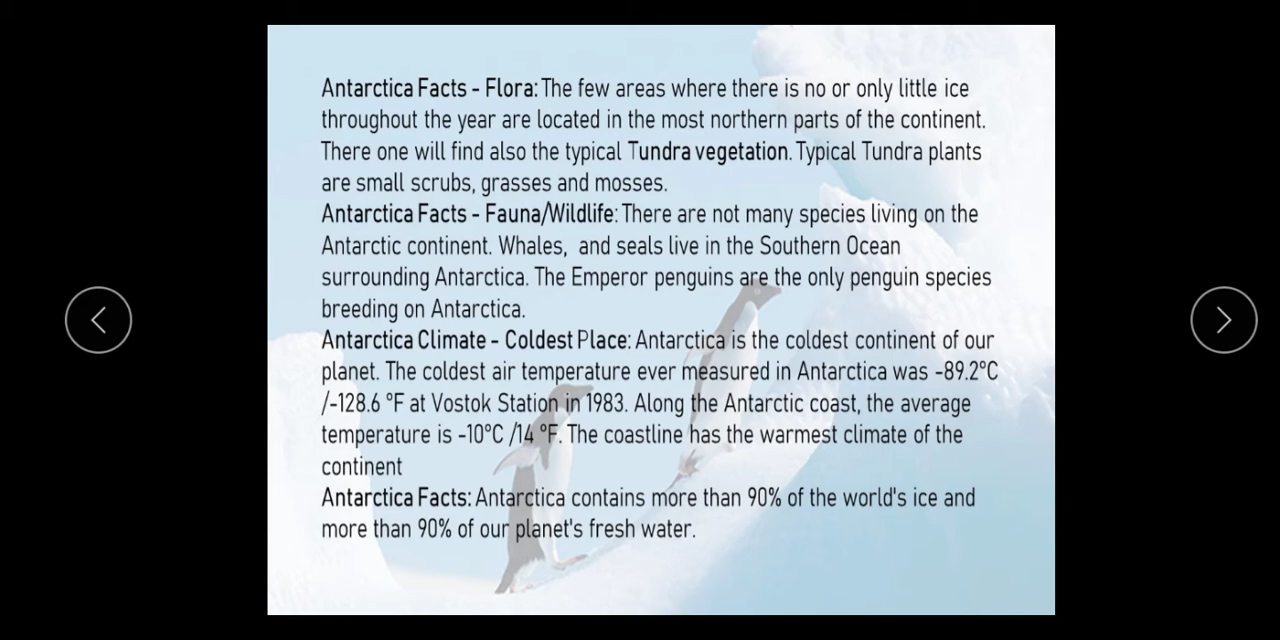 Antarctica Facts - Flora: The few areas where there is no or only little ice
throughout the year are located in the most northern parts of the continent.
There one will find also the typical Tundra vegetation. Typical Tundra plants
are small scrubs, grasses and mosses.
Antarctica Facts - Fauna/Wildlife: There are not many species living on the
Antarctic continent. Whales,  and seals live in the Southern Ocean
surrounding Antarctica. The Emperor penguins are the only penguin species
breeding on Antarctica.
Antarctica Climate - Coldest Place: Antarctica is the coldest continent of our
planet. The coldest air temperature ever measured in Antarctica was -89.2°C
/-128.6 °F at Vostok Station in 1983. Along the Antarctic coast, the average
temperature is -10°C /14 °F. The coastline has the warmest climate of the
continent
Antarctica Facts: Antarctica contains more than 90% of the world's ice and
more than 90% of our planet's fresh water.